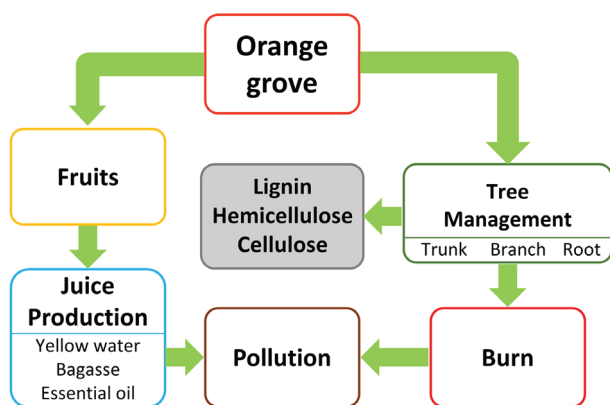 Orange
grove
Fruits
Lignin
Hemicellulose
Cellulose
Tree
Management
Trunk Branch Root
Juice
Production
Yellow water
Bagasse
Essential oil
Pollution
Burn